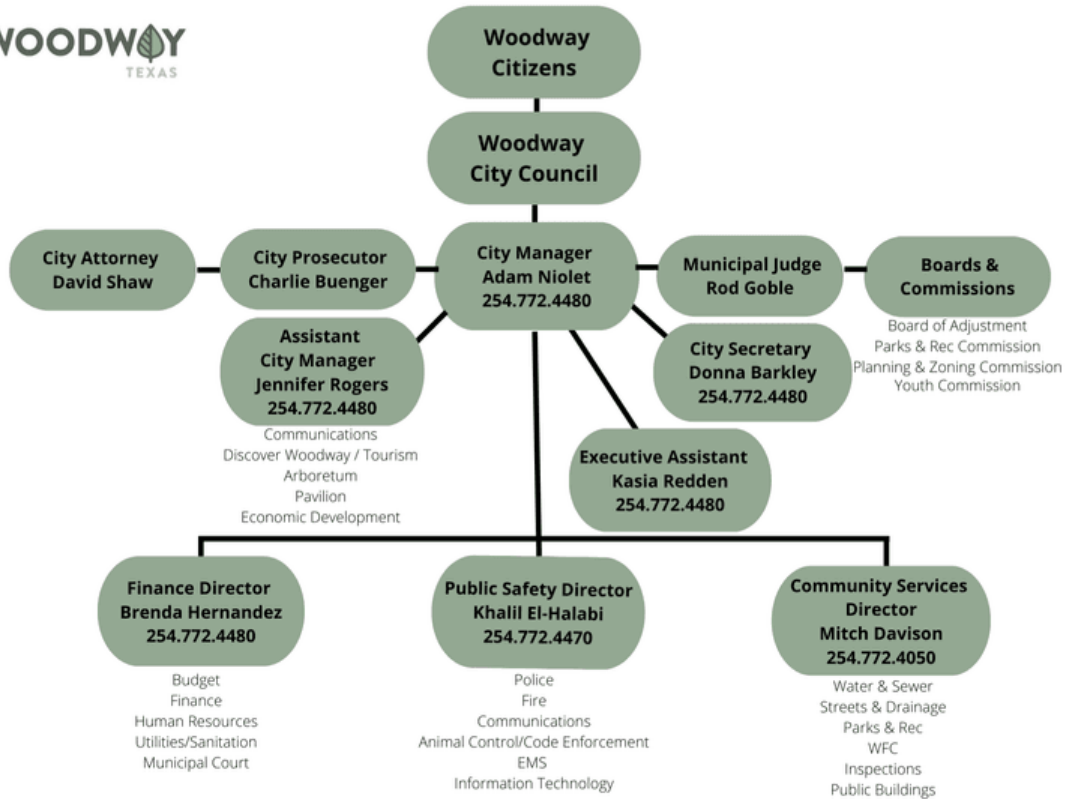 WOODWAY
TEXAS
Woodway
Citizens
Woodway
City Council
City Attorney
David Shaw
City Prosecutor
Charlie Buenger
City Manager
Adam Niolet
254.772.4480
Municipal Judge
Rod Goble
Boards &
Commissions
Board of Adjustment
Parks & Rec Commission
Planning & Zoning Commission
Youth Commission
Assistant
City Manager
Jennifer Rogers
254.772.4480
Communications
Discover Woodway / Tourism
Arboretum
Pavilion
Economic Development
City Secretary
Donna Barkley
254.772.4480
Executive Assistant
Kasia Redden
254.772.4480
Finance Director
Brenda Hernandez
254.772.4480
Budget
Finance
Human Resources
Utilities/Sanitation
Municipal Court
Public Safety Director
Khalil El-Halabi
254.772.4470
Police
Fire
Communications
Animal Control/Code Enforcement
EMS
Information Technology
Community Services
Director
Mitch Davison
254.772.4050
Water & Sewer
Streets & Drainage
Parks & Rec
WFC
Inspections
Public Buildings